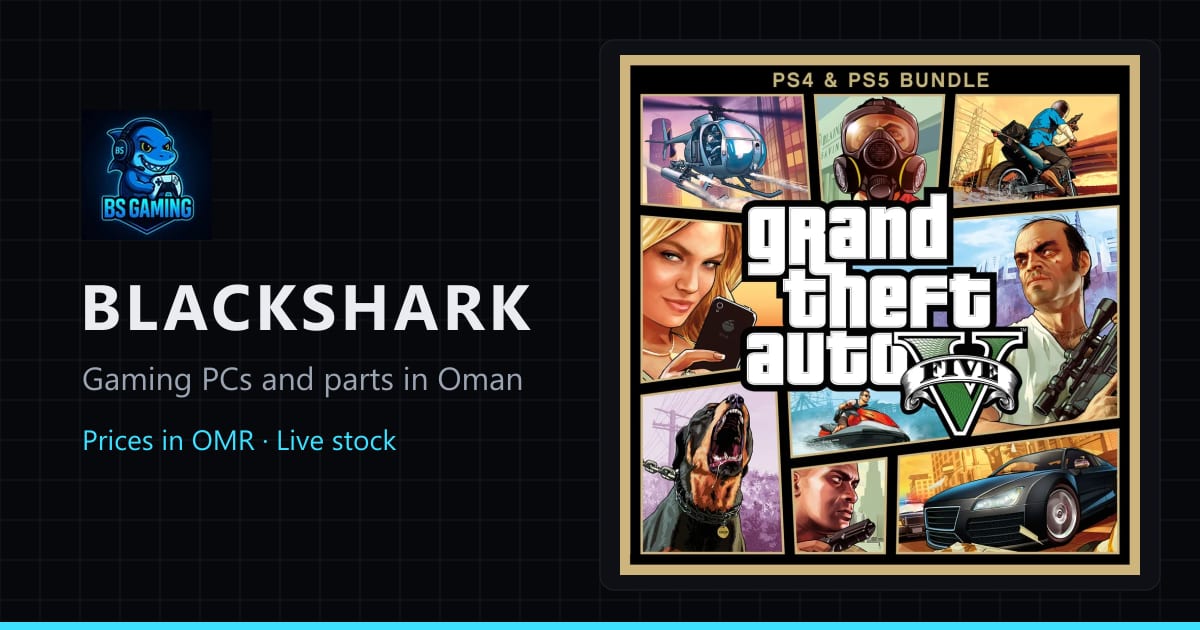 BS
BS GAMING
BLACKSHARK
Gaming PCs and parts in Oman
Prices in OMR · Live stock
PS4 & PS5 BUNDLE
grand
theft
auto V
FIVE